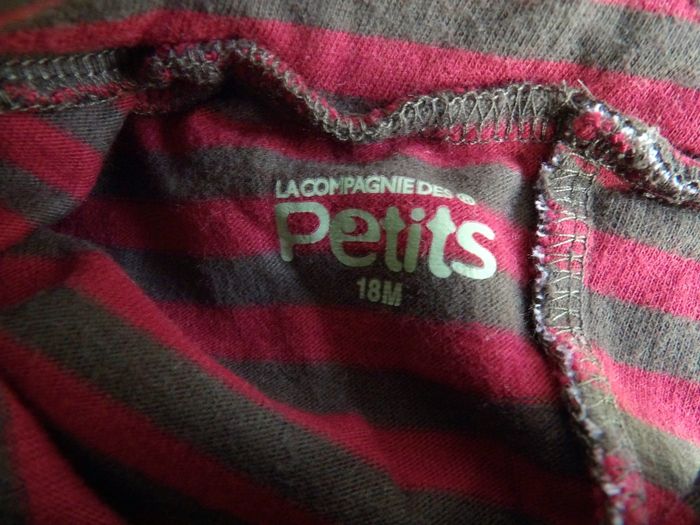 LA COMPAGNIE DES ®
Petits
18M